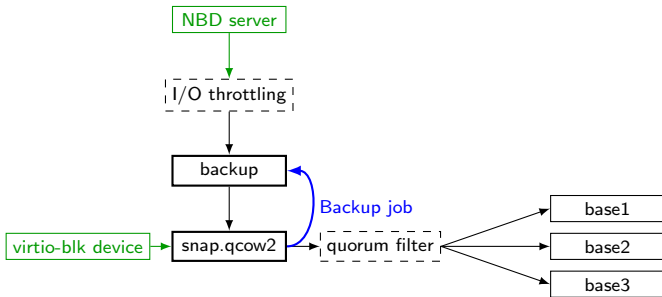 NBD server
I/O throttling
backup
Backup job
base1
virtio-blk device
snap.qcow2
quorum filter
base2
base3